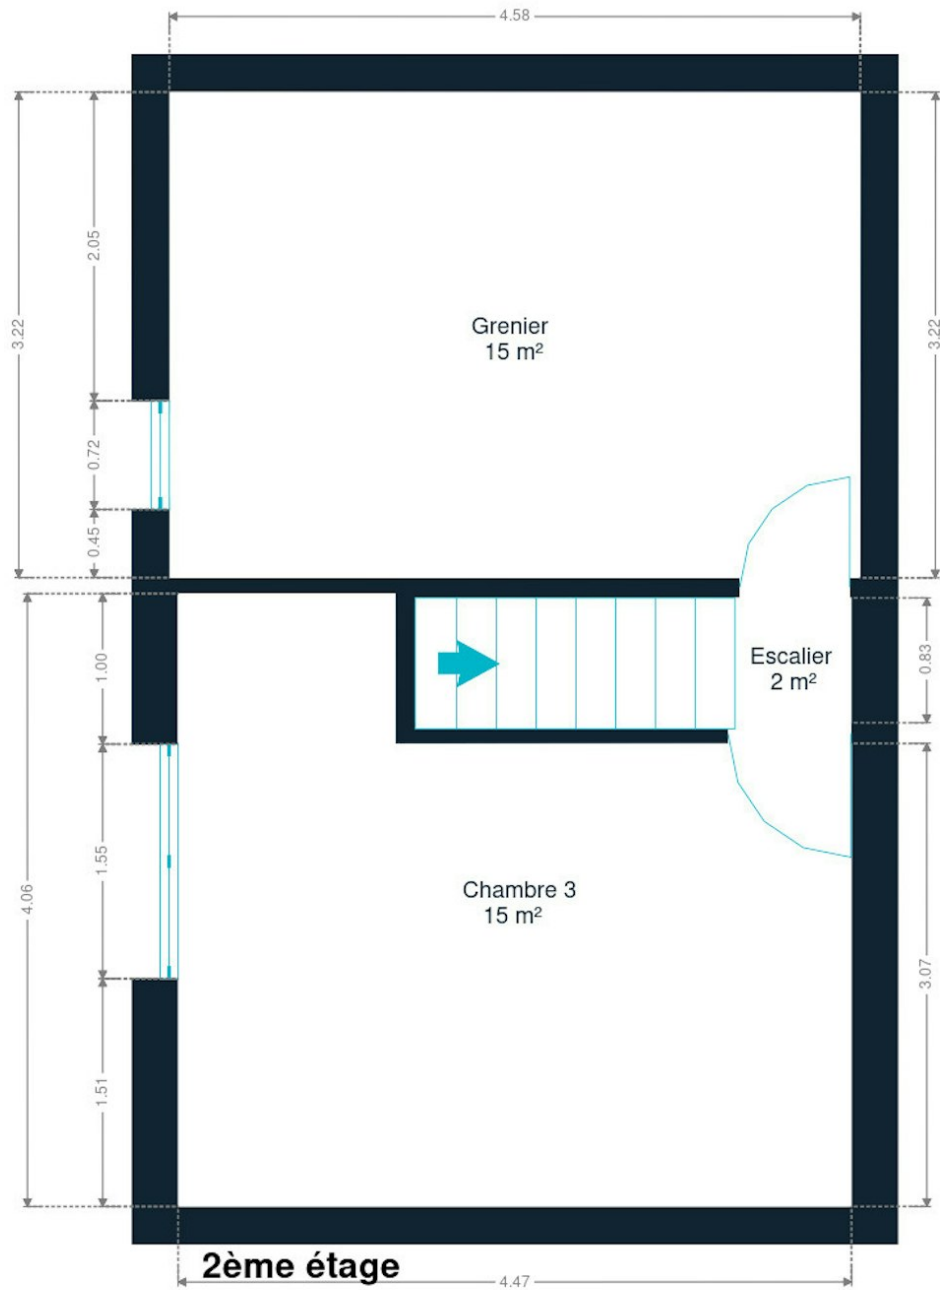 4.58
2.05
3.22
3.22
Grenier
15 m²
0.72
0.45
1.00
Escalier
2 m²
0.83
1.55
4.06
Chambre 3
15 m²
3.07
1.51
2ème étage
4.47